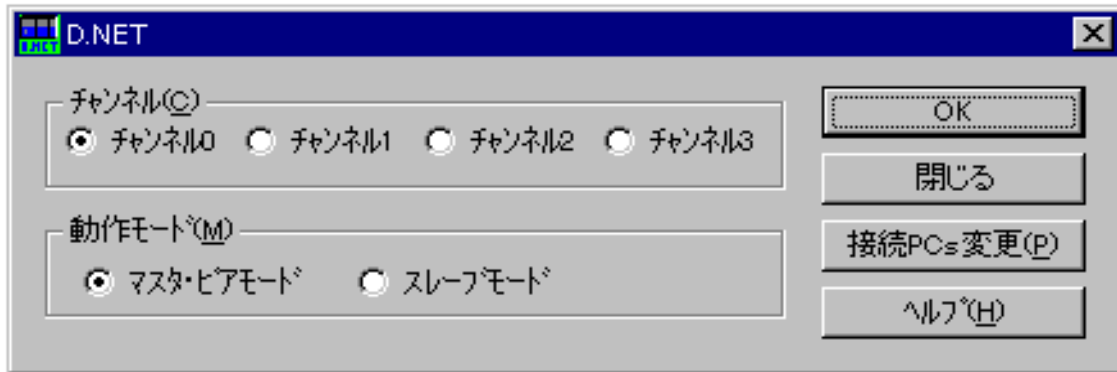 D.NET
D.NET
ﾁｬﾝﾈﾙ(C)
ﾁｬﾝﾈﾙ0 ﾁｬﾝﾈﾙ1 ﾁｬﾝﾈﾙ2 ﾁｬﾝﾈﾙ3
動作ﾓｰﾄﾞ(M)
ﾏｽﾀ･ﾋﾟｱﾓｰﾄﾞ ｽﾚｰﾌﾞﾓｰﾄﾞ
OK
閉じる
接続PCs変更(P)
ﾍﾙﾌﾟ(H)